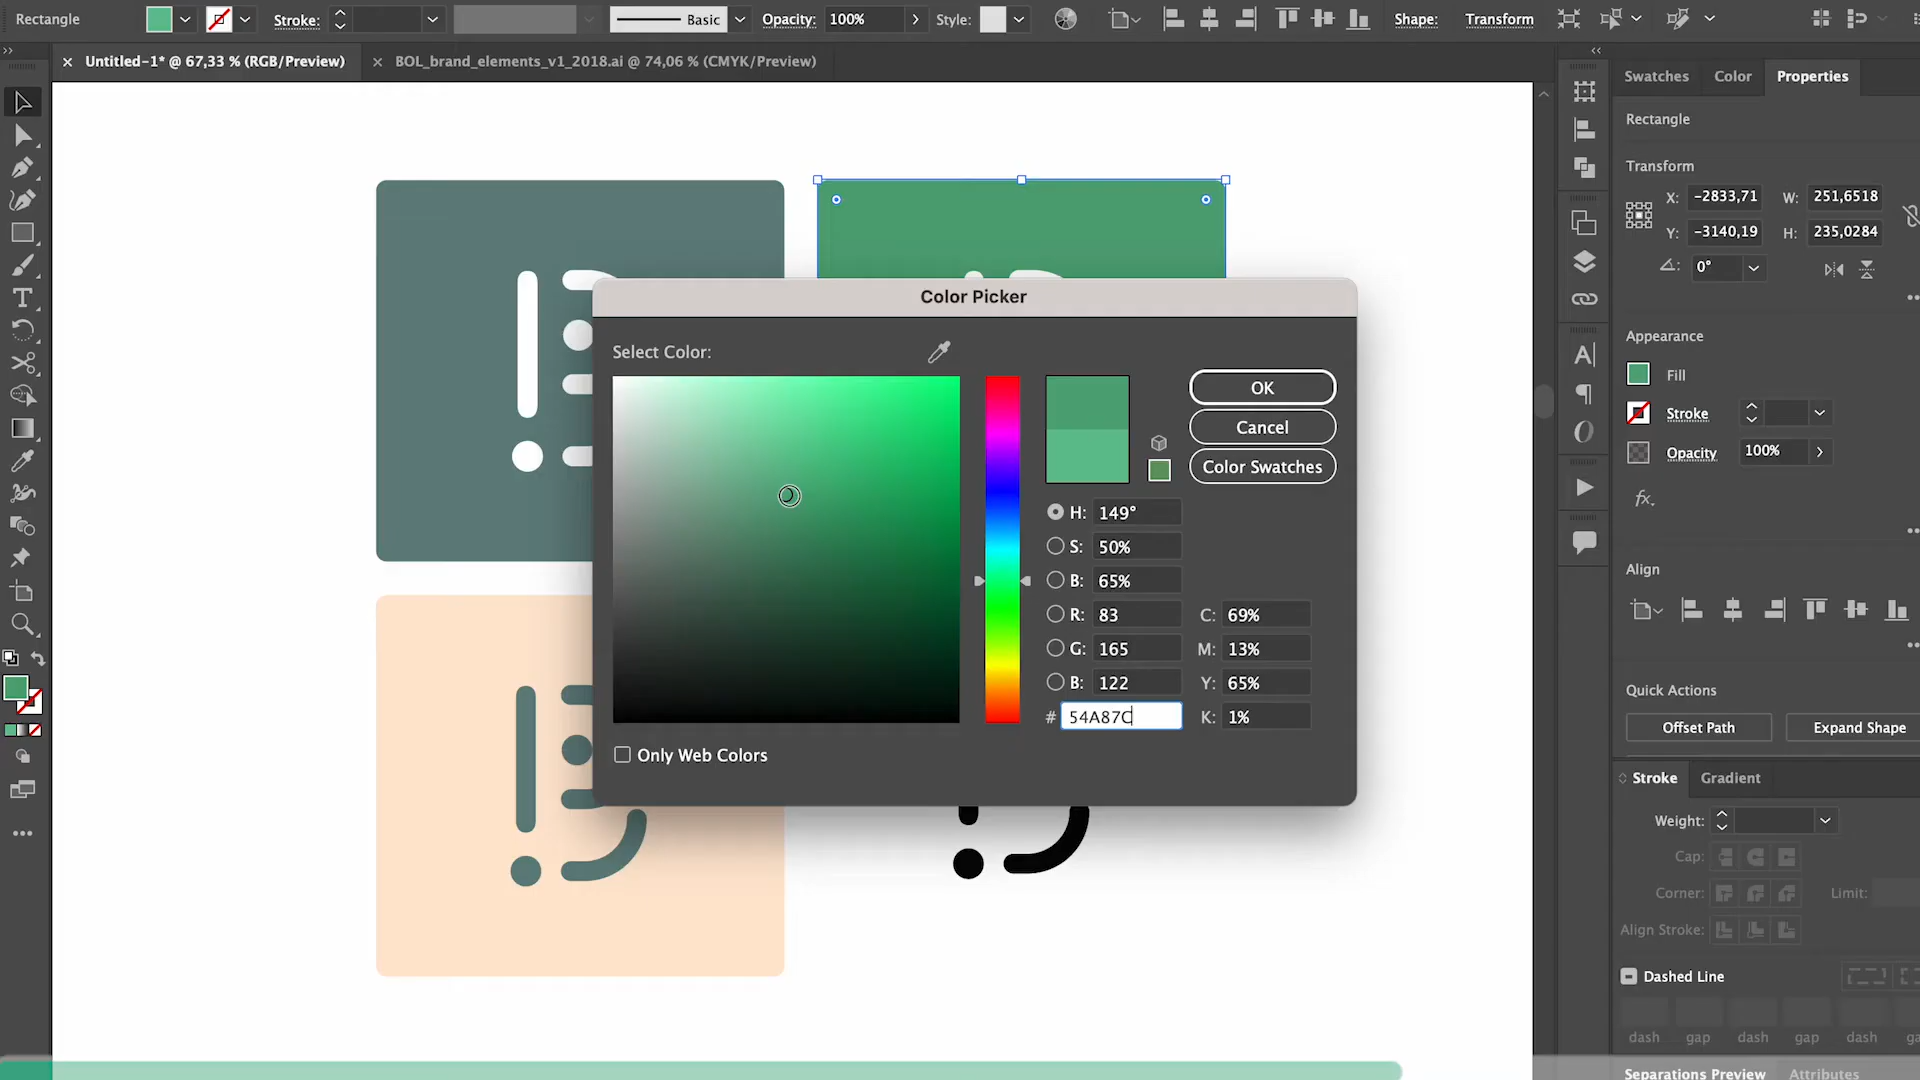 Rectangle
Stroke:
Basic
Opacity: 100%
Style:
Shape:
Transform
Untitled-1* @ 67,33 % (RGB/Preview)
BOL_brand_elements_v1_2018.ai @ 74,06 % (CMYK/Preview)
Swatches
Color
Properties
Rectangle
Transform
X: -2833,71
W: 251,6518
Y: -3140,19
H: 235,0284
0°
Color Picker
Select Color:
OK
Cancel
Color Swatches
H: 149°
S: 50%
B: 65%
R: 83
C: 69%
G: 165
M: 13%
B: 122
Y: 65%
# 54A87C
K: 1%
Only Web Colors
Appearance
Fill
Stroke
Opacity 100%
fx.
Align
Quick Actions
Offset Path
Expand Shape
Stroke
Gradient
Weight:
Cap:
Corner:
Limit:
Align Stroke:
Dashed Line
dash gap dash gap dash
Separations Preview
Attributes